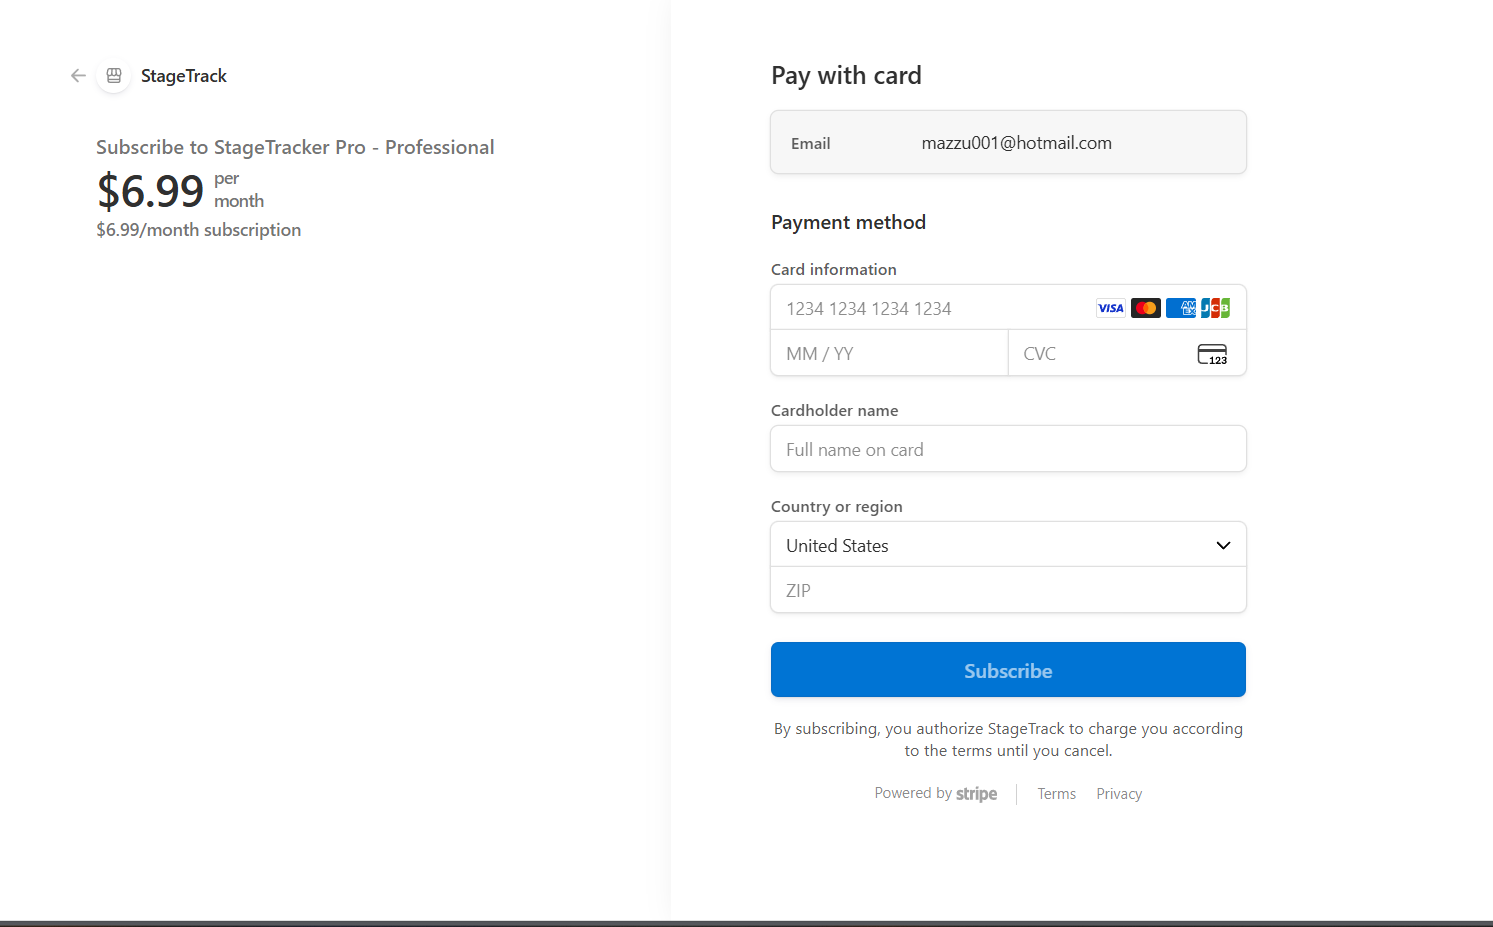 StageTrack
Subscribe to StageTracker Pro - Professional
$6.99 per
month
$6.99/month subscription
Pay with card
Email mazzu001@hotmail.com
Payment method
Card information
1234 1234 1234 1234 VISA AMEX JCB
MM / YY CVC 123
Cardholder name
Full name on card
Country or region
United States
ZIP
Subscribe
By subscribing, you authorize StageTrack to charge you according
to the terms until you cancel.
Powered by stripe Terms Privacy